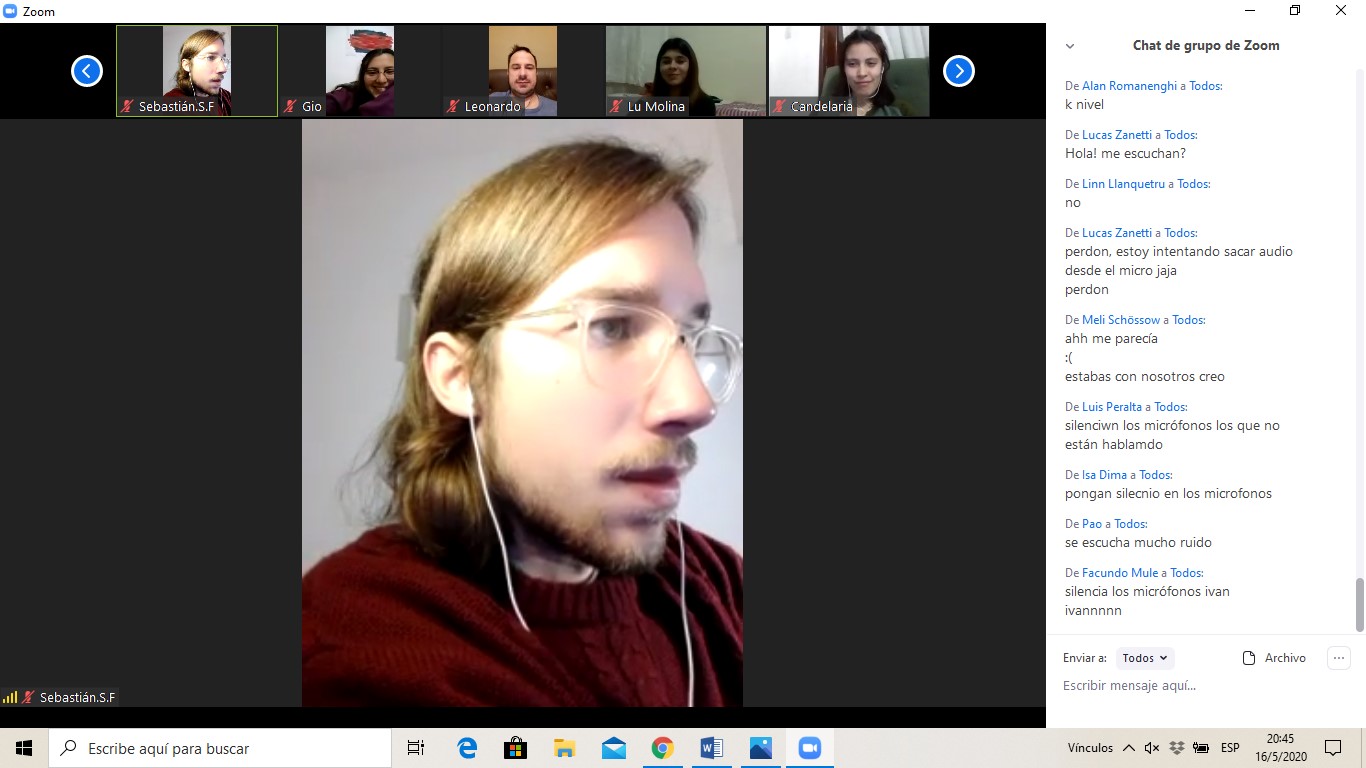 Zoom
Sebastián.S.F
Gio
Leonardo
Lu Molina
Candelaria
Sebastián.S.F
Chat de grupo de Zoom
De Alan Romanenghi a Todos:
k nivel
De Lucas Zanetti a Todos:
Hola! me escuchan?
De Linn Llanquetru a Todos:
no
De Lucas Zanetti a Todos:
perdon, estoy intentando sacar audio
desde el micro jaja
perdon
De Meli Schössow a Todos:
ahh me parecía
:(
estabas con nosotros creo
De Luis Peralta a Todos:
silenciwn los micrófonos los que no
están hablamdo
De Isa Dima a Todos:
pongan silecnio en los microfonos
De Pao a Todos:
se escucha mucho ruido
De Facundo Mule a Todos:
silencia los micrófonos ivan
ivannnnn
Enviar a: Todos Archivo
Escribir mensaje aquí...
Escribe aquí para buscar
Vínculos ESP
20:45
16/5/2020